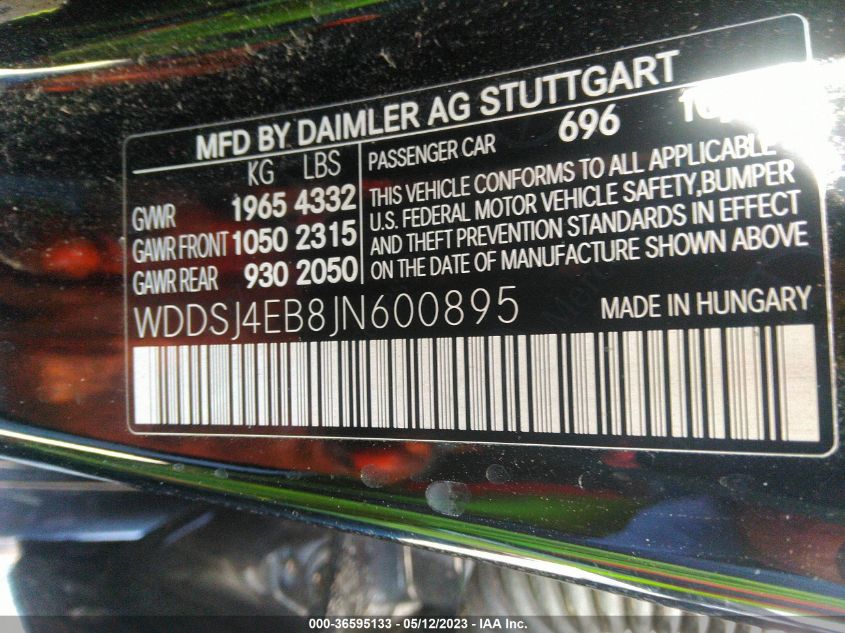 MFD BY DAIMLER AG STUTTGART
KG LBS
GVWR 1965 4332
GAWR FRONT 1050 2315
GAWR REAR 930 2050
PASSENGER CAR 696
THIS VEHICLE CONFORMS TO ALL APPLICABLE
U.S. FEDERAL MOTOR VEHICLE SAFETY, BUMPER
AND THEFT PREVENTION STANDARDS IN EFFECT
ON THE DATE OF MANUFACTURE SHOWN ABOVE
WDDSJ4EB8JN600895 MADE IN HUNGARY
000-36595133 - 05/12/2023 - IAA Inc.